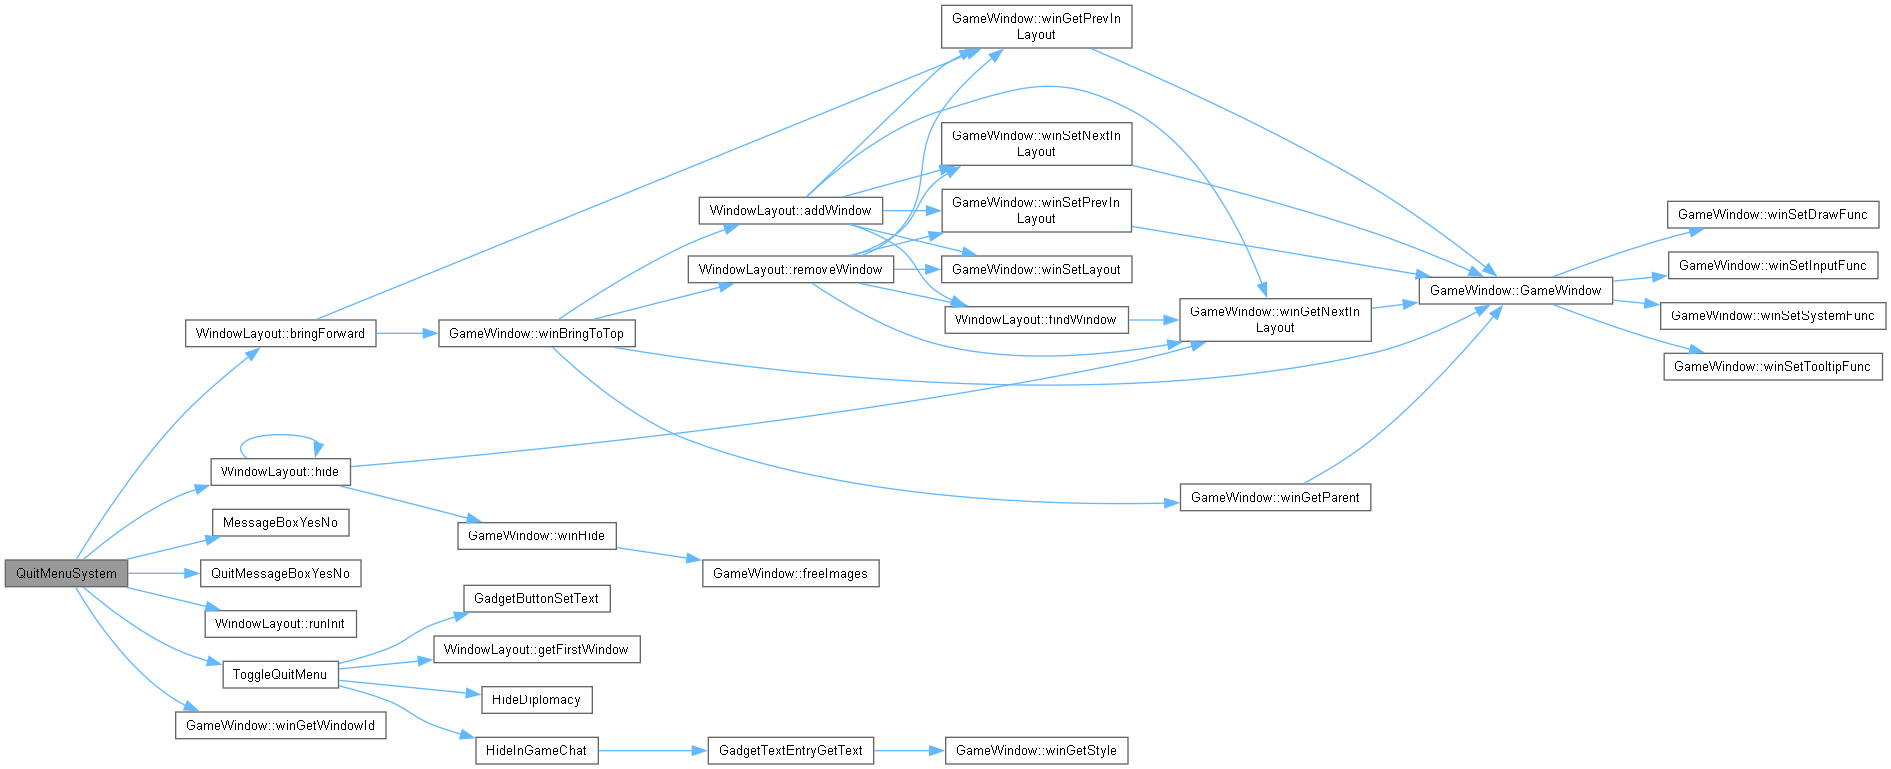 GameWindow::winGetPrevIn
Layout
GameWindow::winSetNextIn
Layout
GameWindow::winSetPrevIn
Layout
WindowLayout::addWindow
GameWindow::winSetDrawFunc
WindowLayout::removeWindow
GameWindow::winSetLayout
GameWindow::winSetInputFunc
GameWindow::GameWindow
WindowLayout::bringForward
GameWindow::winBringToTop
WindowLayout::findWindow
GameWindow::winGetNextIn
Layout
GameWindow::winSetSystemFunc
GameWindow::winSetTooltipFunc
WindowLayout::hide
GameWindow::winGetParent
MessageBoxYesNo
GameWindow::winHide
QuitMenuSystem
QuitMessageBoxYesNo
GameWindow::freeImages
GadgetButtonSetText
WindowLayout::runInit
WindowLayout::getFirstWindow
ToggleQuitMenu
HideDiplomacy
GameWindow::winGetWindowId
HideInGameChat
GadgetTextEntryGetText
GameWindow::winGetStyle